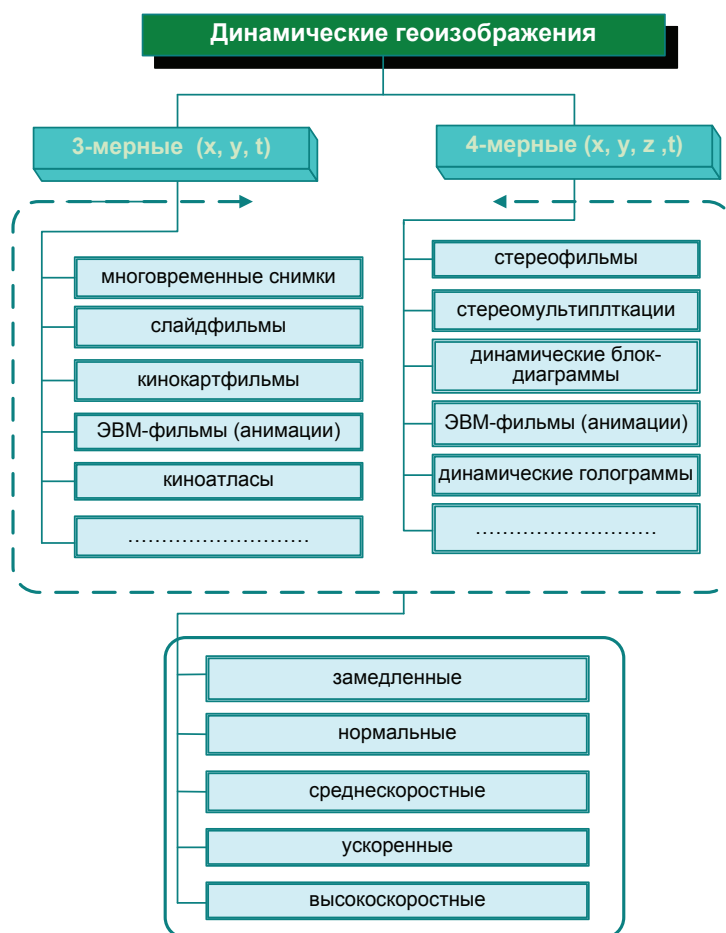 Динамические геоизображения
3-мерные (x, y, t)
многовременные снимки
слайдфильмы
кинокартфильмы
ЭВМ-фильмы (анимации)
киноатласы
………………………
4-мерные (x, y, z ,t)
стереофильмы
стереомультиплткации
динамические блок-
диаграммы
ЭВМ-фильмы (анимации)
динамические голограммы
………………………
замедленные
нормальные
среднескоростные
ускоренные
высокоскоростные